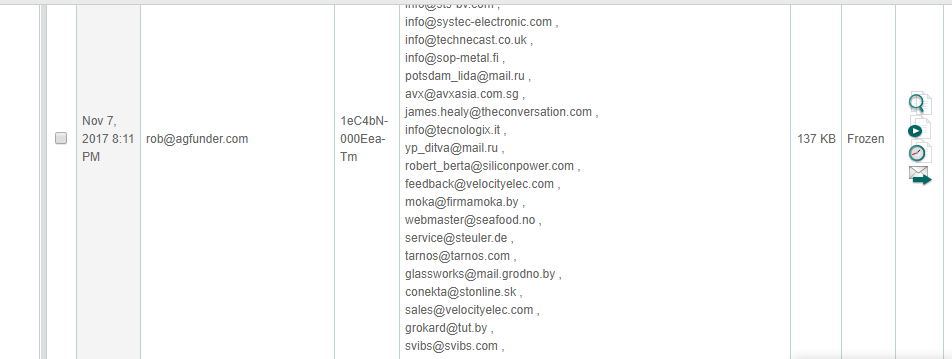 info@sts-bv.com ,
info@systec-electronic.com ,
info@technecast.co.uk ,
info@sop-metal.fi ,
potsdam_lida@mail.ru ,
avx@avxasia.com.sg ,
james.healy@theconversation.com ,
Nov 7,
2017 8:11
PM
rob@agfunder.com
1eC4bN-
000Eea-
Tm
info@tecnologix.it ,
yp_ditva@mail.ru ,
robert_berta@siliconpower.com ,
feedback@velocityelec.com ,
moka@firmamoka.by ,
webmaster@seafood.no ,
service@steuler.de ,
tarnos@tarnos.com ,
glassworks@mail.grodno.by ,
conekta@stonline.sk ,
sales@velocityelec.com ,
grokard@tut.by ,
svibs@svibs.com ,
137 KB
Frozen